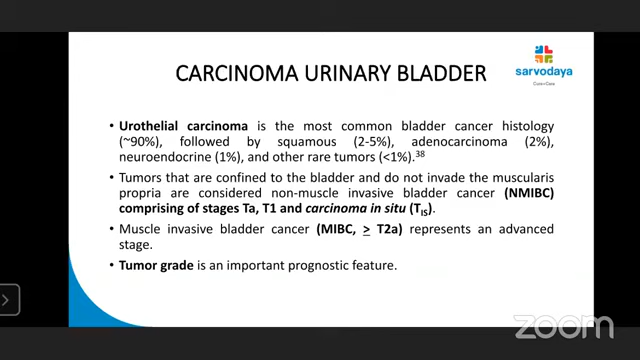 sarvodaya
CARCINOMA URINARY BLADDER
• Urothelial carcinoma is the most common bladder cancer histology
(~90%), followed by squamous (2-5%), adenocarcinoma (2%),
neuroendocrine (1%), and other rare tumors (<1%).38
• Tumors that are confined to the bladder and do not invade the muscularis
propria are considered non-muscle invasive bladder cancer (NMIBC)
comprising of stages Ta, T1 and carcinoma in situ (TIS).
• Muscle invasive bladder cancer (MIBC, ≥ T2a) represents an advanced
stage.
• Tumor grade is an important prognostic feature.
zoom